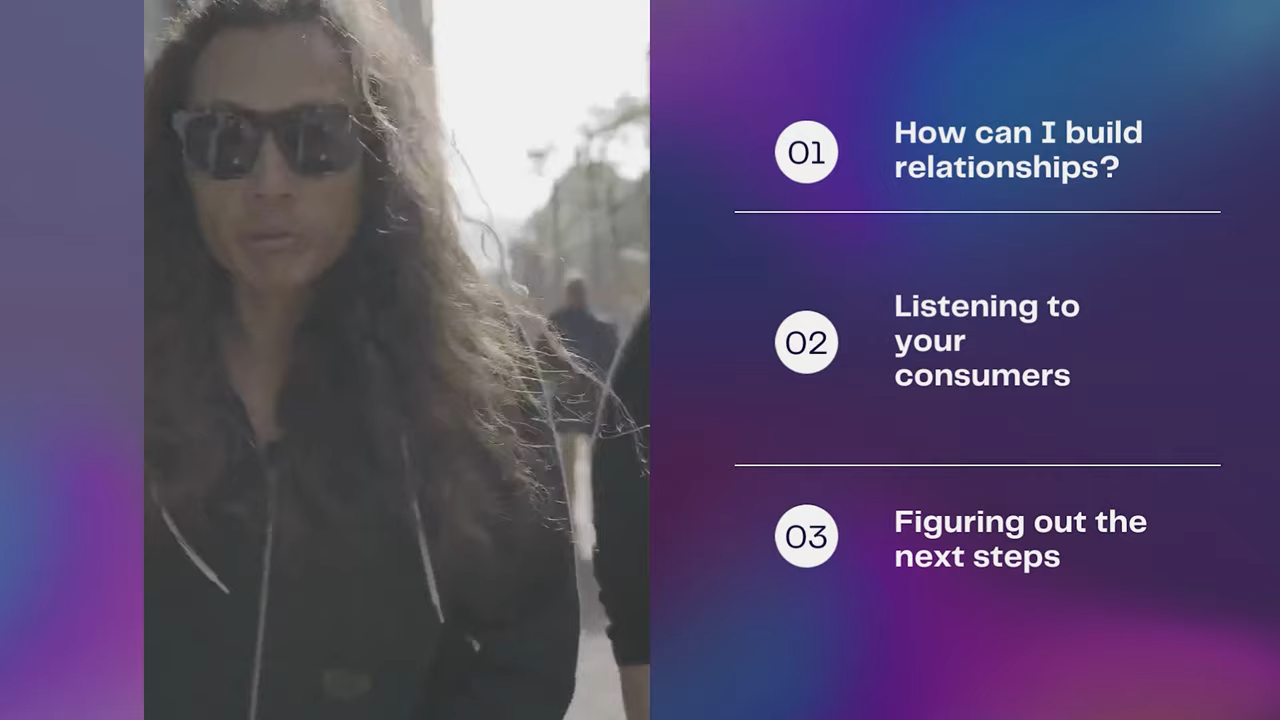 01
How can I build
relationships?
02
Listening to
your
consumers
03
Figuring out the
next steps